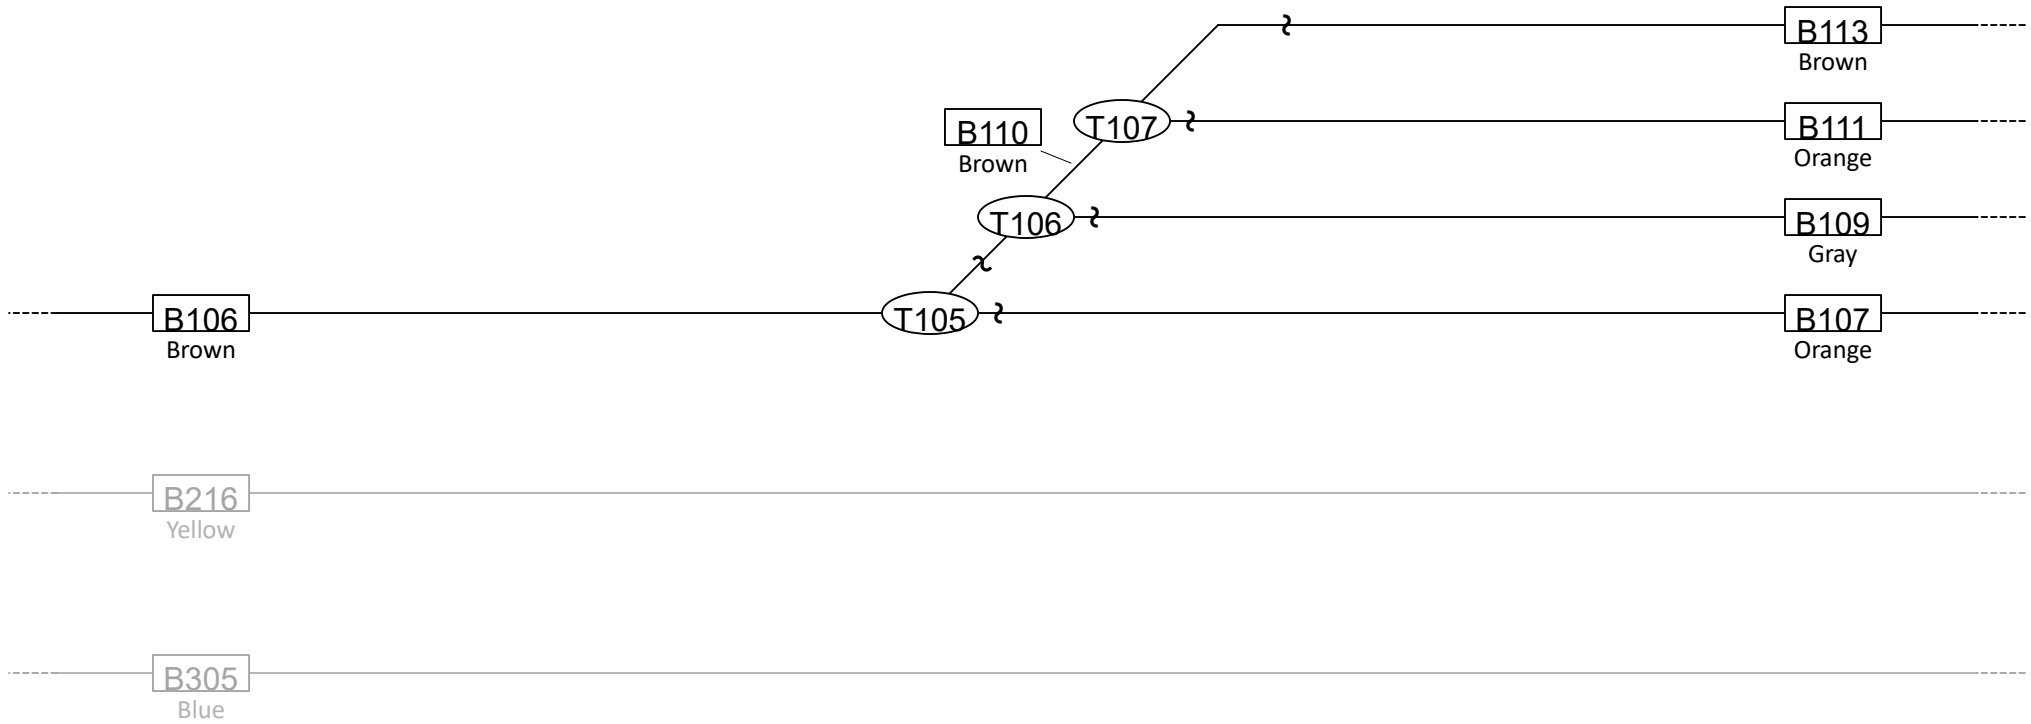 B113
Brown
B110
Brown
T107
B111
Orange
T106
B109
Gray
B106
Brown
T105
B107
Orange
B216
Yellow
B305
Blue